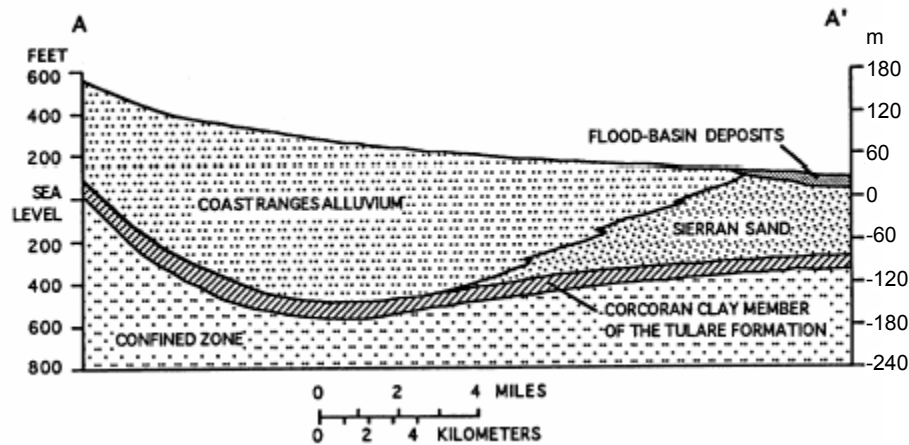 A
A'
FEET
m
600
180
400
120
FLOOD-BASIN DEPOSITS
200
60
SEA
LEVEL
0
COAST RANGES ALLUVIUM
SIERRAN SAND
200
-60
400
-120
CORCORAN CLAY MEMBER
OF THE TULARE FORMATION
600
-180
CONFINED ZONE
800
-240
0 2 4 MILES
0 2 4 KILOMETERS